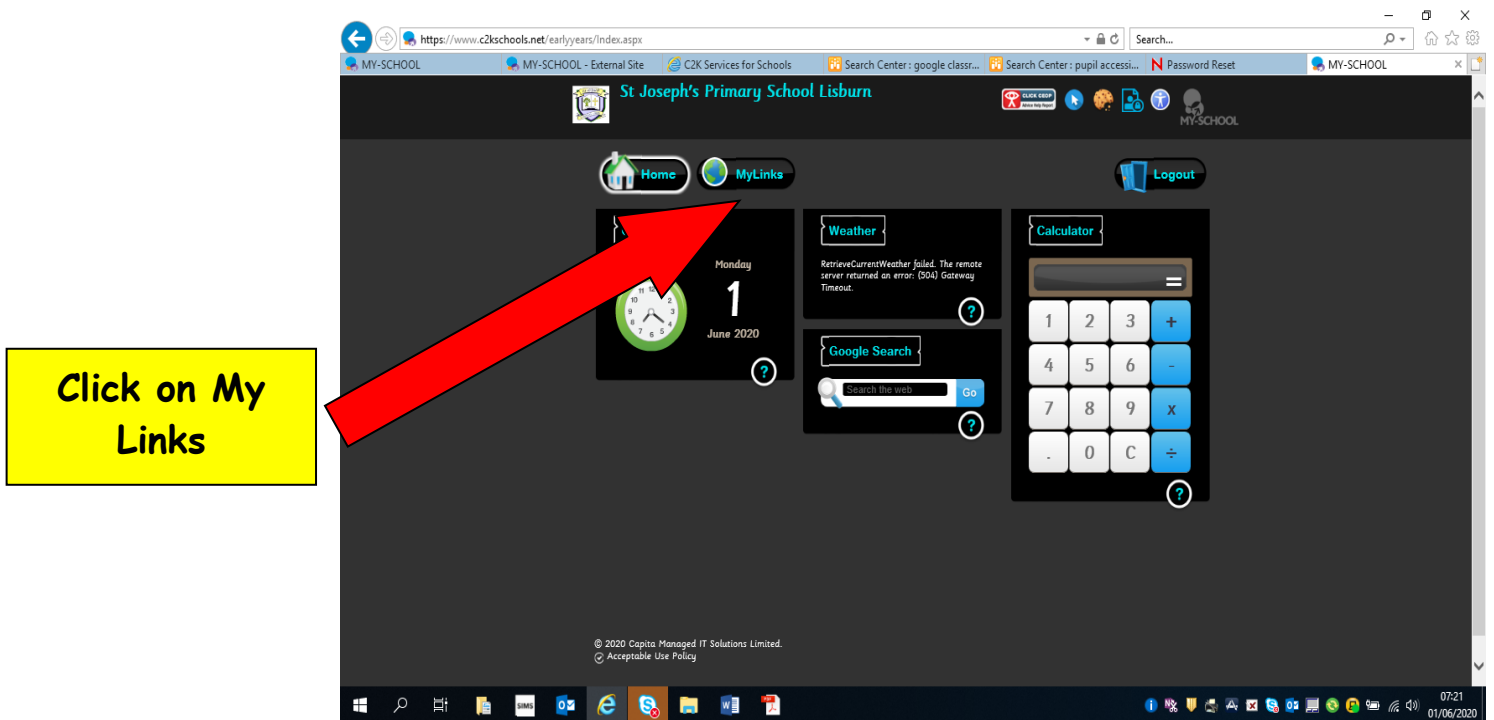 https://www.c2kschools.net/earlyyears/Index.aspx
Search...
MY-SCHOOL
MY-SCHOOL - External Site
C2K Services for Schools
Search Center : google classr...
Search Center : pupil accessi...
Password Reset
MY-SCHOOL
St Joseph's Primary School Lisburn
CLICK CEOP
Advice Help Report
MY-SCHOOL
Home
MyLinks
Logout
Monday
1
June 2020
Weather
RetrieveCurrentWeather failed. The remote
server returned an error: (504) Gateway
Timeout.
?
Google Search
Search the web
Go
?
?
Calculator
=
1 2 3 +
4 5 6 -
7 8 9 x
. 0 C ÷
?
Click on My
Links
© 2020 Capita Managed IT Solutions Limited.
Acceptable Use Policy
SIMS
07:21
01/06/2020